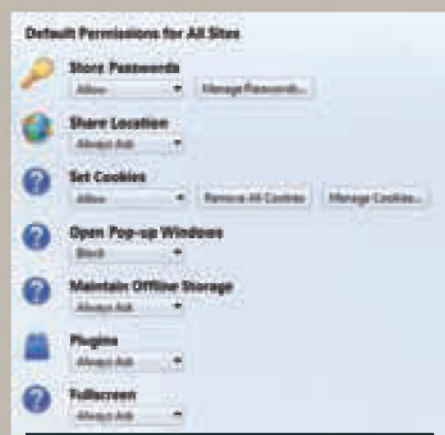 Default Permissions for All Sites
Store Passwords
Allow Manage Passwords...
Share Location
Always Ask
Set Cookies
Allow Remove All Cookies Manage Cookies...
Open Pop-up Windows
Block
Maintain Offline Storage
Always Ask
Plugins
Always Ask
Fullscreen
Always Ask